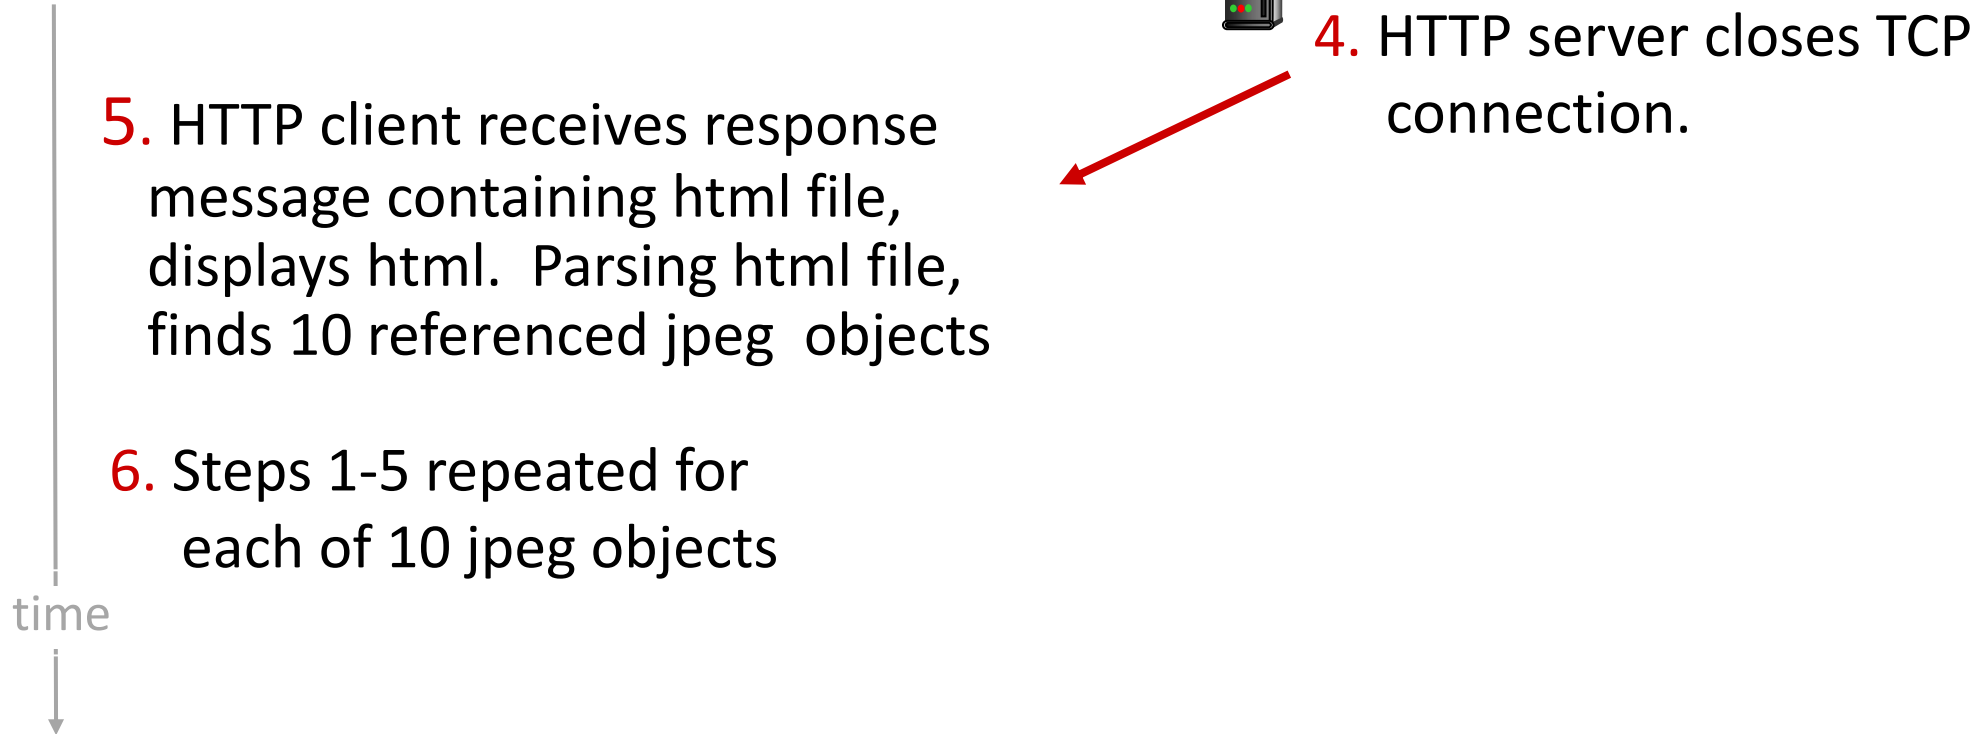 4. HTTP server closes TCP
connection.
5. HTTP client receives response
message containing html file,
displays html.  Parsing html file,
finds 10 referenced jpeg  objects
6. Steps 1-5 repeated for
each of 10 jpeg objects
time